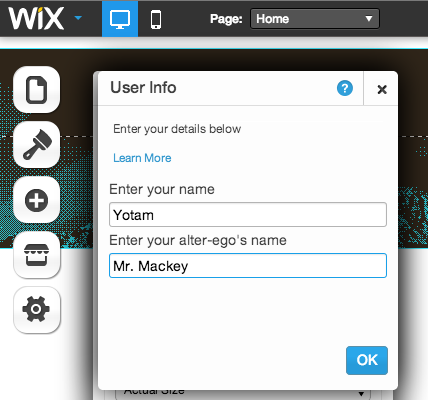 WiX
Page: Home
User Info ? ×
Enter your details below
Learn More
Enter your name
Yotam
Enter your alter-ego's name
Mr. Mackey
OK
Actual Size